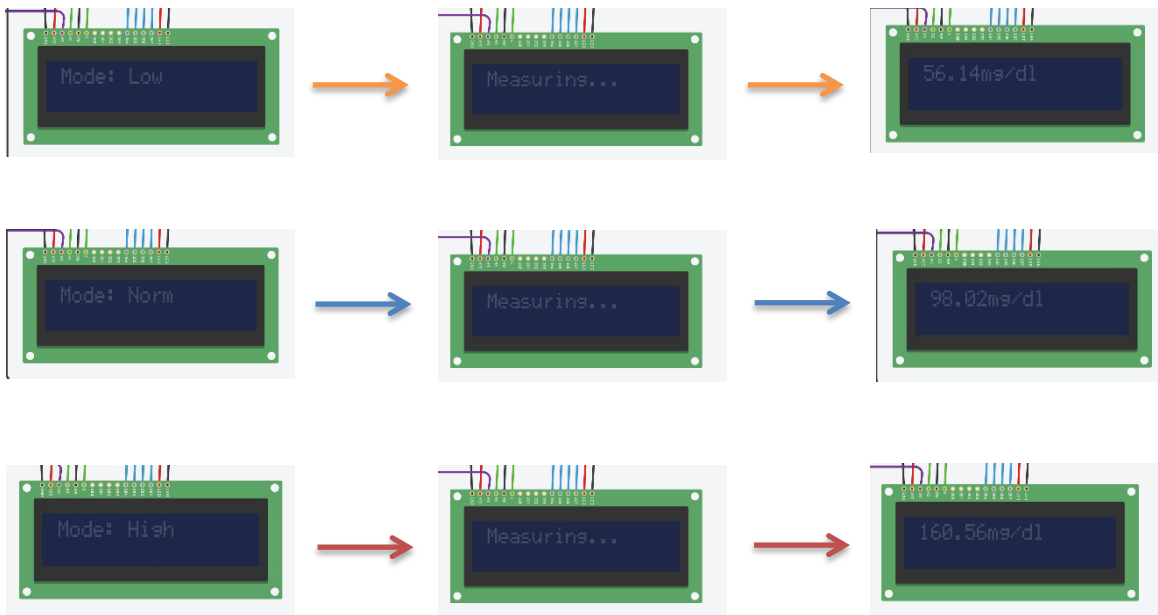 Mode: Low
Measuring...
56.14mg/dl
Mode: Norm
Measuring...
98.02mg/dl
Mode: High
Measuring...
160.56mg/dl